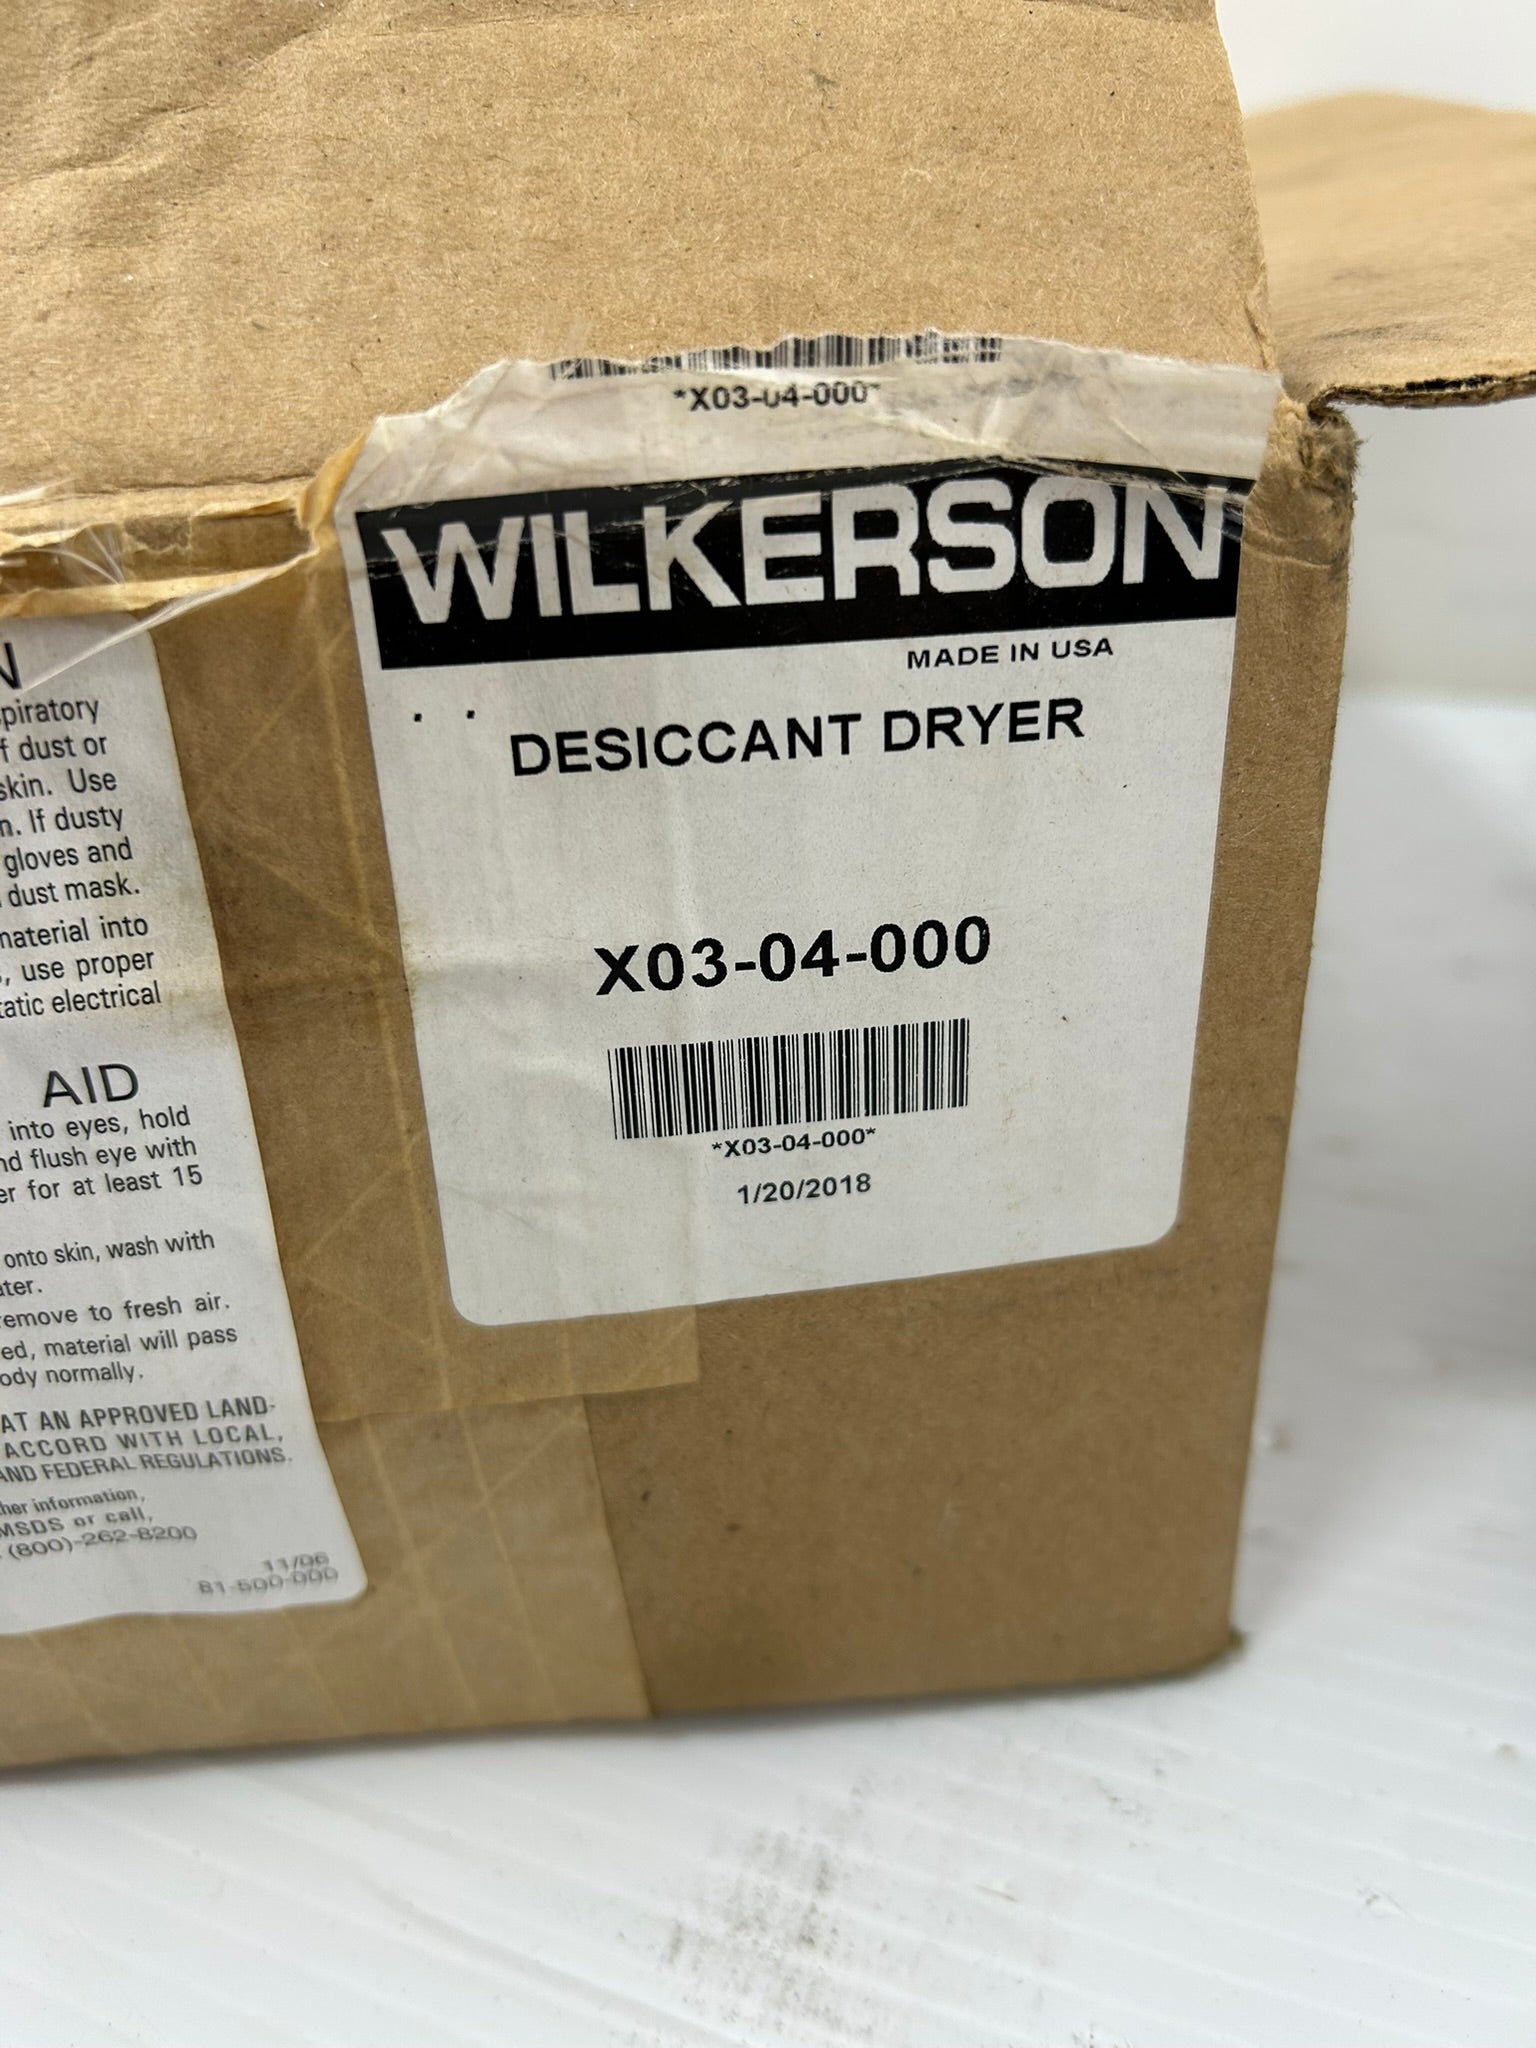 *X03-04-000*
WILKERSON
MADE IN USA
DESICCANT DRYER
X03-04-000
*X03-04-000*
1/20/2018
N
spiratory
f dust or
skin. Use
n. If dusty
gloves and
dust mask.
material into
, use proper
tatic electrical
AID
into eyes, hold
nd flush eye with
er for at least 15
onto skin, wash with
ater.
remove to fresh air.
ed, material will pass
ody normally.
AT AN APPROVED LAND-
ACCORD WITH LOCAL,
AND FEDERAL REGULATIONS.
her information,
MSDS or call,
(800)-262-8200
11/06
81-500-000